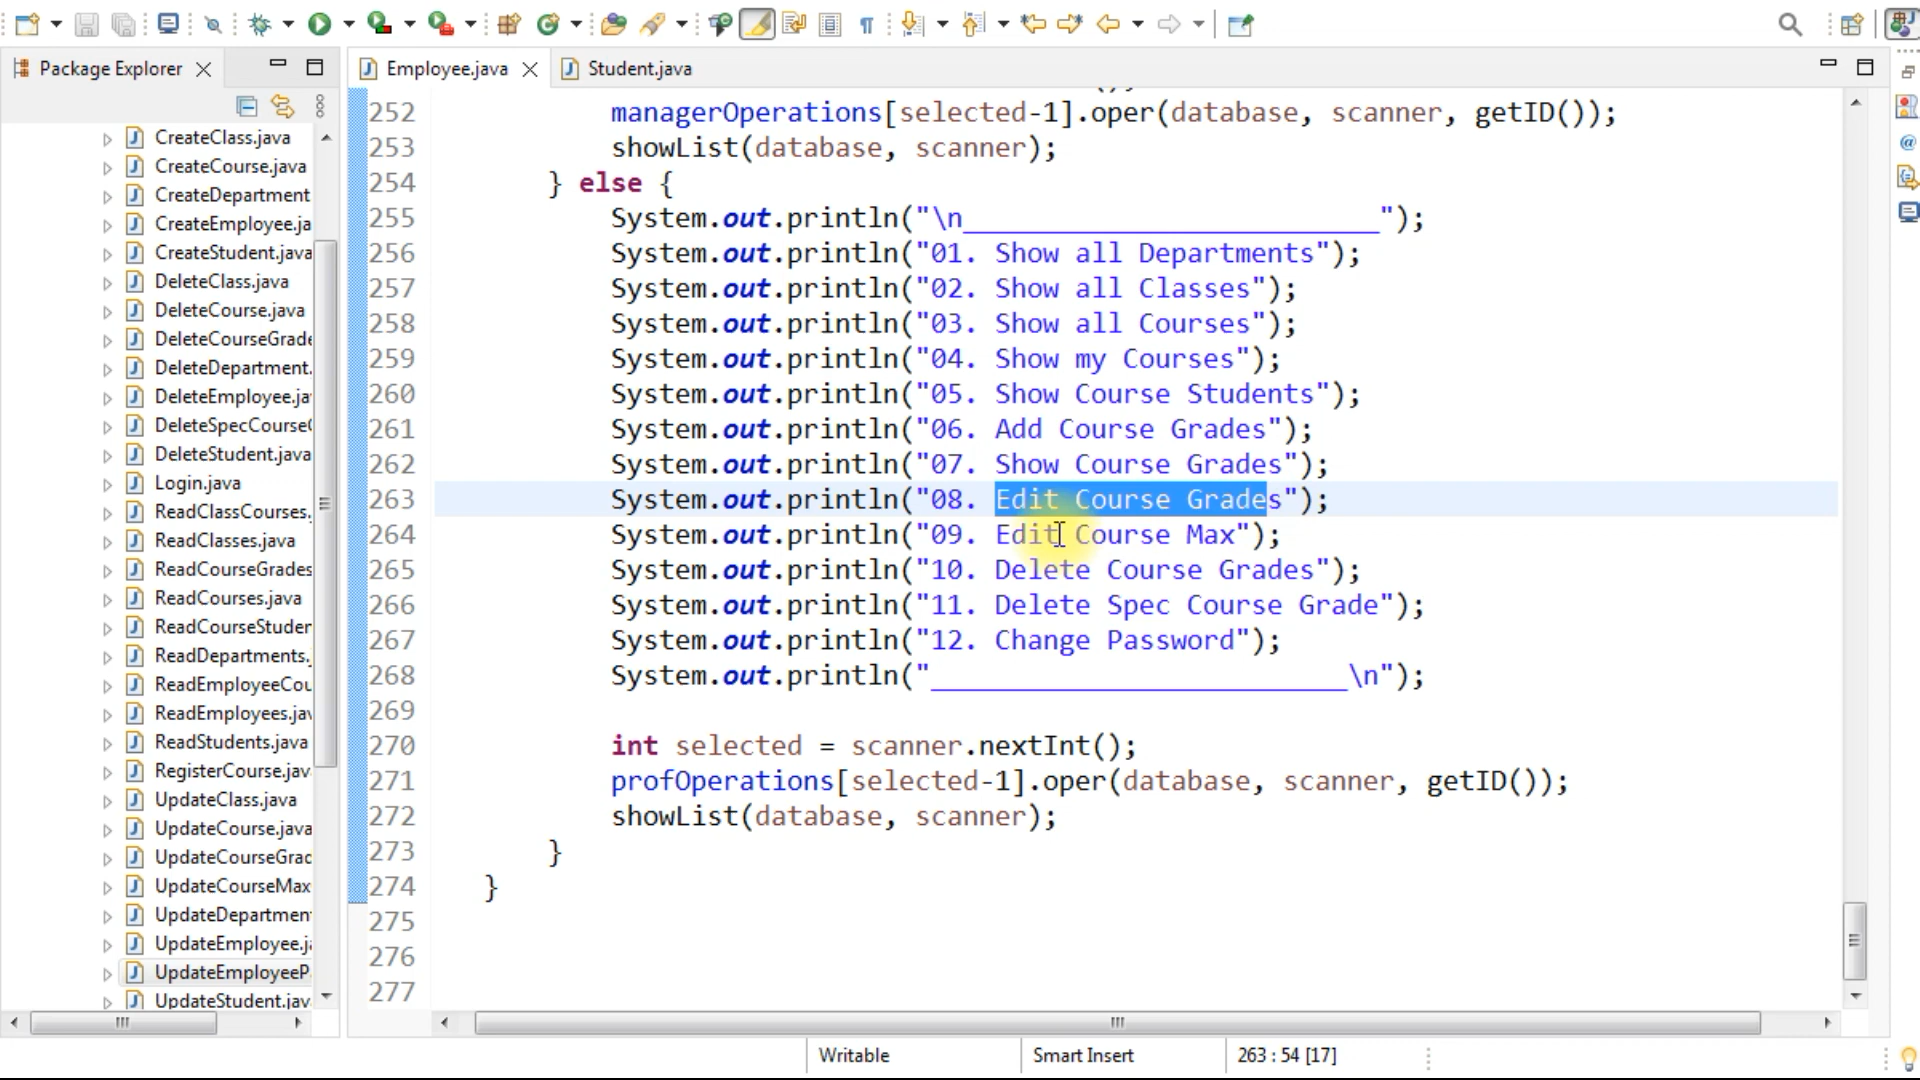 Package Explorer
Employee.java
Student.java
CreateClass.java
CreateCourse.java
CreateDepartment
CreateEmployee.ja
CreateStudent.java
DeleteClass.java
DeleteCourse.java
DeleteCourseGrade
DeleteDepartment.
DeleteEmployee.ja
DeleteSpecCourse
DeleteStudent.java
Login.java
ReadClassCourses.
ReadClasses.java
ReadCourseGrades
ReadCourses.java
ReadCourseStuden
ReadDepartments.
ReadEmployeeCou
ReadEmployees.jav
ReadStudents.java
RegisterCourse.jav
UpdateClass.java
UpdateCourse.java
UpdateCourseGrad
UpdateCourseMax
UpdateDepartment
UpdateEmployee.ja
UpdateEmployeeP
UpdateStudent.jav
252 managerOperations[selected-1].oper(database, scanner, getID());
253 showList(database, scanner);
254 } else {
255 System.out.println("\n__________________________");
256 System.out.println("01. Show all Departments");
257 System.out.println("02. Show all Classes");
258 System.out.println("03. Show all Courses");
259 System.out.println("04. Show my Courses");
260 System.out.println("05. Show Course Students");
261 System.out.println("06. Add Course Grades");
262 System.out.println("07. Show Course Grades");
263 System.out.println("08. Edit Course Grades");
264 System.out.println("09. Edit Course Max");
265 System.out.println("10. Delete Course Grades");
266 System.out.println("11. Delete Spec Course Grade");
267 System.out.println("12. Change Password");
268 System.out.println("__________________________\n");
269
270 int selected = scanner.nextInt();
271 profOperations[selected-1].oper(database, scanner, getID());
272 showList(database, scanner);
273 }
274 }
275
276
277
Writable
Smart Insert
263 : 54 [17]